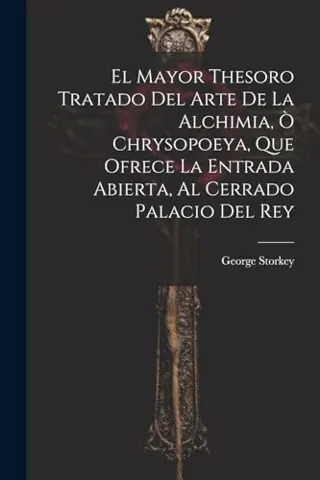 El Mayor Thesoro
Tratado Del Arte De La
Alchimia, Ò
Chrysopoeya, Que
Ofrece La Entrada
Abierta, Al Cerrado
Palacio Del Rey
George Storkey